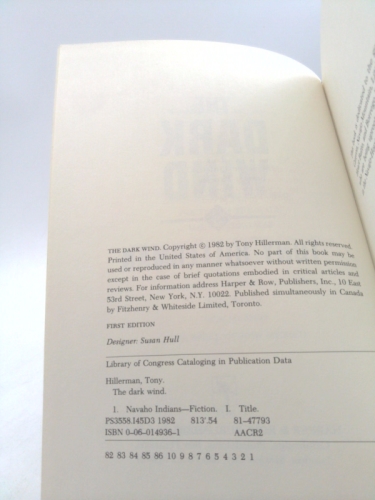 THE DARK WIND. Copyright © 1982 by Tony Hillerman. All rights reserved.
Printed in the United States of America. No part of this book may be
used or reproduced in any manner whatsoever without written permission
except in the case of brief quotations embodied in critical articles and
reviews. For information address Harper & Row, Publishers, Inc., 10 East
53rd Street, New York, N.Y. 10022. Published simultaneously in Canada
by Fitzhenry & Whiteside Limited, Toronto.
FIRST EDITION
Designer: Susan Hull
Library of Congress Cataloging in Publication Data
Hillerman, Tony.
The dark wind.
1. Navaho Indians—Fiction. I. Title.
PS3558.I45D3 1982 813'.54 81-47793
ISBN 0-06-014936-1 AACR2
82 83 84 85 86 10 9 8 7 6 5 4 3 2 1